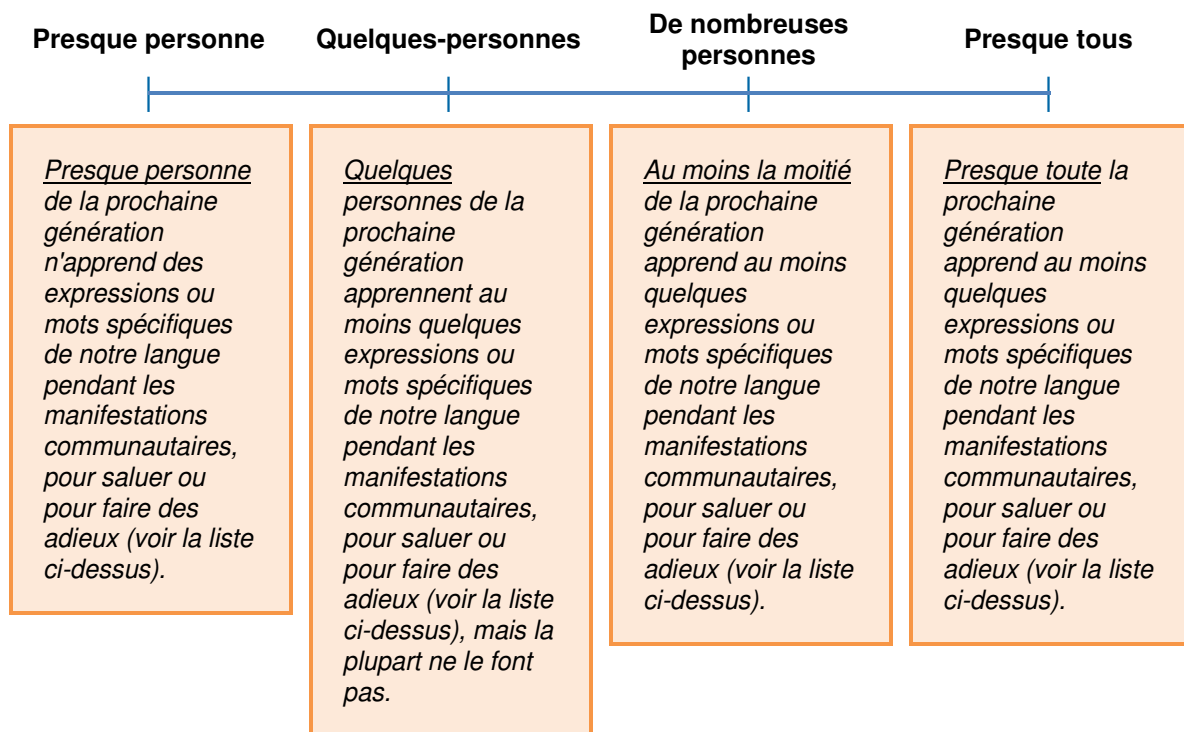 Presque personne
Quelques-personnes
De nombreuses
personnes
Presque tous
Presque personne
de la prochaine
génération
n'apprend des
expressions ou
mots spécifiques
de notre langue
pendant les
manifestations
communautaires,
pour saluer ou
pour faire des
adieux (voir la liste
ci-dessus).
Quelques
personnes de la
prochaine
génération
apprennent au
moins quelques
expressions ou
mots spécifiques
de notre langue
pendant les
manifestations
communautaires,
pour saluer ou
pour faire des
adieux (voir la liste
ci-dessus), mais la
plupart ne le font
pas.
Au moins la moitié
de la prochaine
génération
apprend au moins
quelques
expressions ou
mots spécifiques
de notre langue
pendant les
manifestations
communautaires,
pour saluer ou
pour faire des
adieux (voir la liste
ci-dessus).
Presque toute la
prochaine
génération
apprend au moins
quelques
expressions ou
mots spécifiques
de notre langue
pendant les
manifestations
communautaires,
pour saluer ou
pour faire des
adieux (voir la liste
ci-dessus).